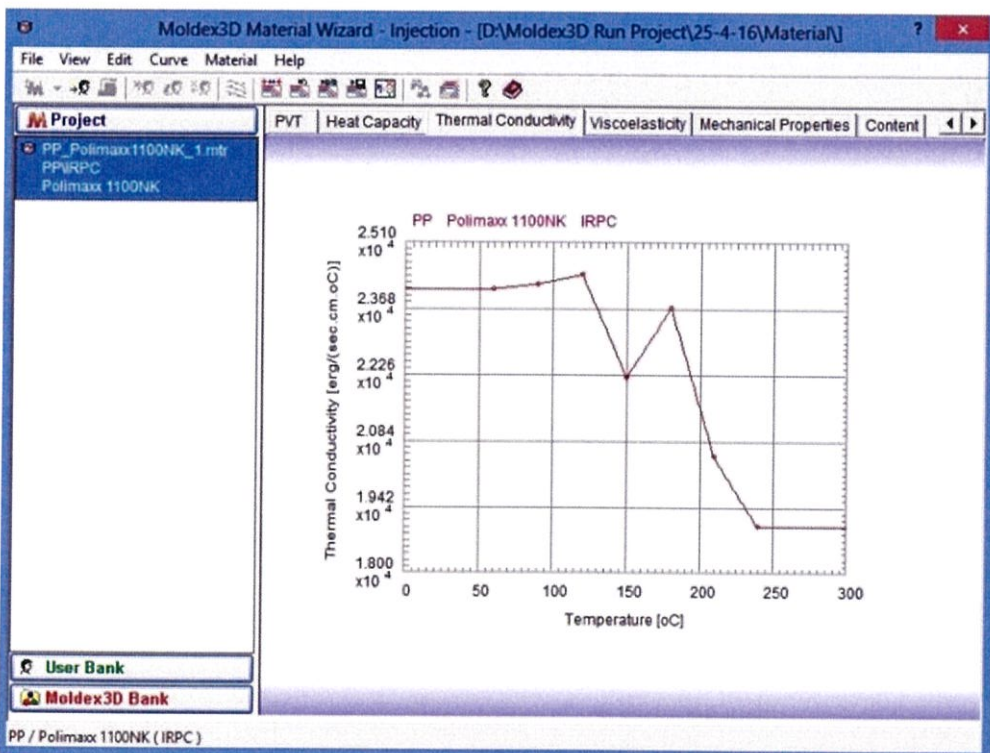 Moldex3D Material Wizard - Injection - [D:\Moldex3D Run Project\25-4-16\Material\]
? x
File View Edit Curve Material Help
Project
PVT Heat Capacity Thermal Conductivity Viscoelasticity Mechanical Properties Content
PP_Polimaxx1100NK_1.mtr
PP\IRPC
Polimaxx 1100NK
PP Polimaxx 1100NK IRPC
2.510
x10 4
2.368
x10 4
2.226
x10 4
2.084
x10 4
1.942
x10 4
1.800
x10 4
Thermal Conductivity [erg/(sec.cm.oC)]
0 50 100 150 200 250 300
Temperature [oC]
User Bank
Moldex3D Bank
PP / Polimaxx 1100NK ( IRPC )